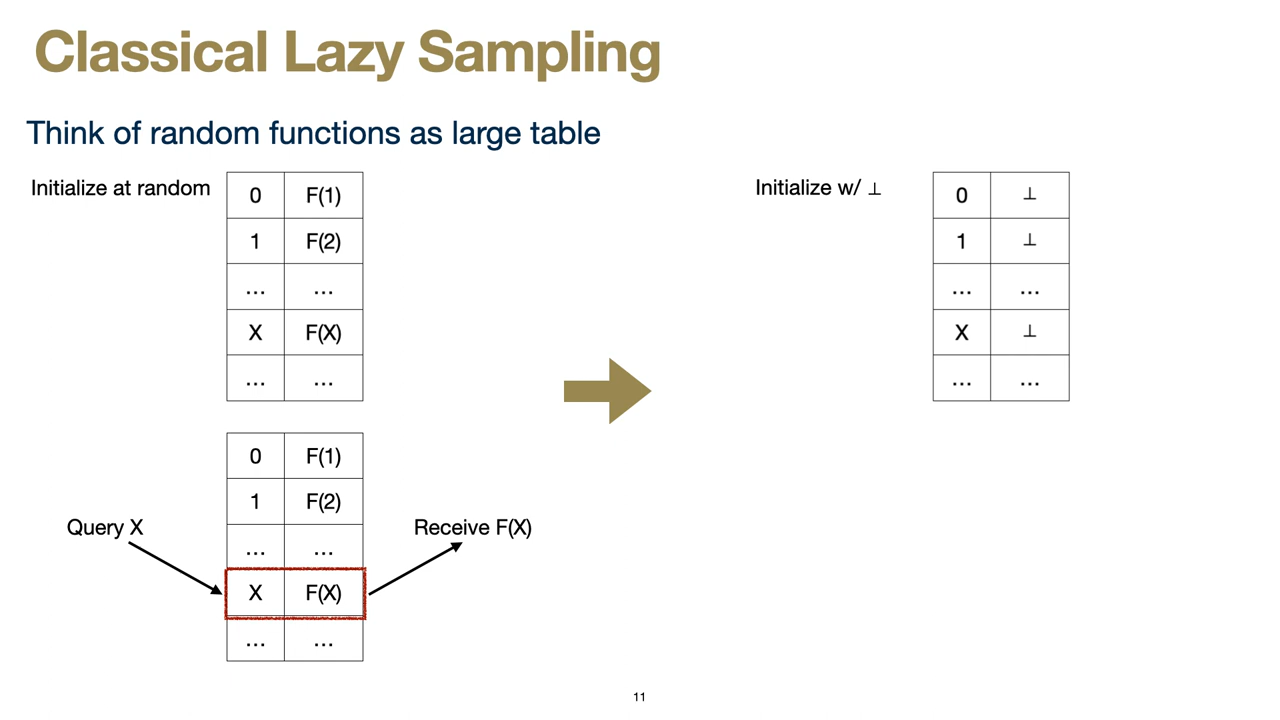 Classical Lazy Sampling
Think of random functions as large table
Initialize at random
0 F(1)
1 F(2)
... ...
X F(X)
... ...
Initialize w/ ⊥
0 ⊥
1 ⊥
... ...
X ⊥
... ...
0 F(1)
1 F(2)
Query X
Receive F(X)
... ...
X F(X)
... ...
11